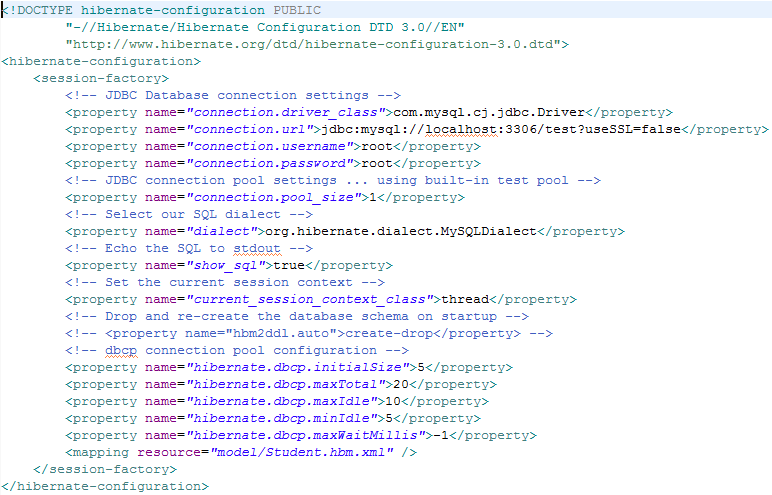 <!DOCTYPE hibernate-configuration PUBLIC
"-//Hibernate/Hibernate Configuration DTD 3.0//EN"
"http://www.hibernate.org/dtd/hibernate-configuration-3.0.dtd">
<hibernate-configuration>
<session-factory>
<!-- JDBC Database connection settings -->
<property name="connection.driver_class">com.mysql.cj.jdbc.Driver</property>
<property name="connection.url">jdbc:mysql://localhost:3306/test?useSSL=false</property>
<property name="connection.username">root</property>
<property name="connection.password">root</property>
<!-- JDBC connection pool settings ... using built-in test pool -->
<property name="connection.pool_size">1</property>
<!-- Select our SQL dialect -->
<property name="dialect">org.hibernate.dialect.MySQLDialect</property>
<!-- Echo the SQL to stdout -->
<property name="show_sql">true</property>
<!-- Set the current session context -->
<property name="current_session_context_class">thread</property>
<!-- Drop and re-create the database schema on startup -->
<!-- <property name="hbm2ddl.auto">create-drop</property> -->
<!-- dbcp connection pool configuration -->
<property name="hibernate.dbcp.initialSize">5</property>
<property name="hibernate.dbcp.maxTotal">20</property>
<property name="hibernate.dbcp.maxIdle">10</property>
<property name="hibernate.dbcp.minIdle">5</property>
<property name="hibernate.dbcp.maxWaitMillis">-1</property>
<mapping resource="model/Student.hbm.xml" />
</session-factory>
</hibernate-configuration>